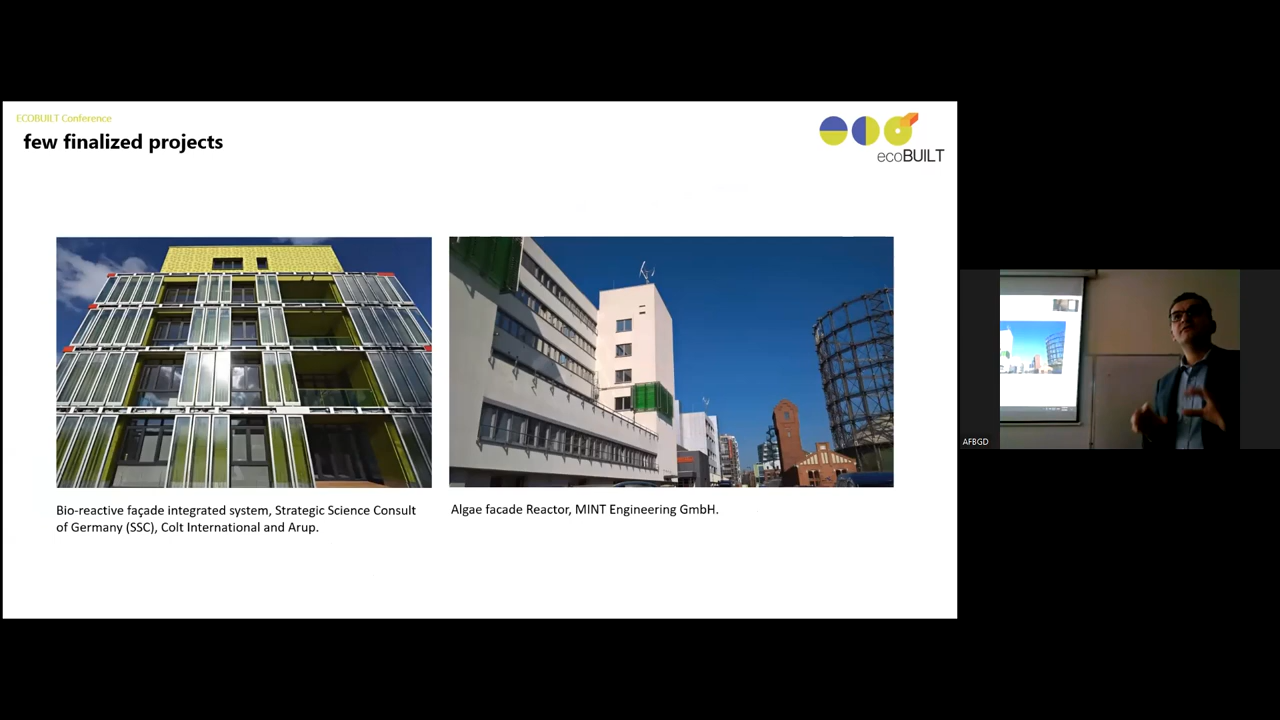 ECOBUILT Conference
few finalized projects
ecoBUILT
Bio-reactive façade integrated system, Strategic Science Consult
of Germany (SSC), Colt International and Arup.
Algae facade Reactor, MINT Engineering GmbH.
AFBGD